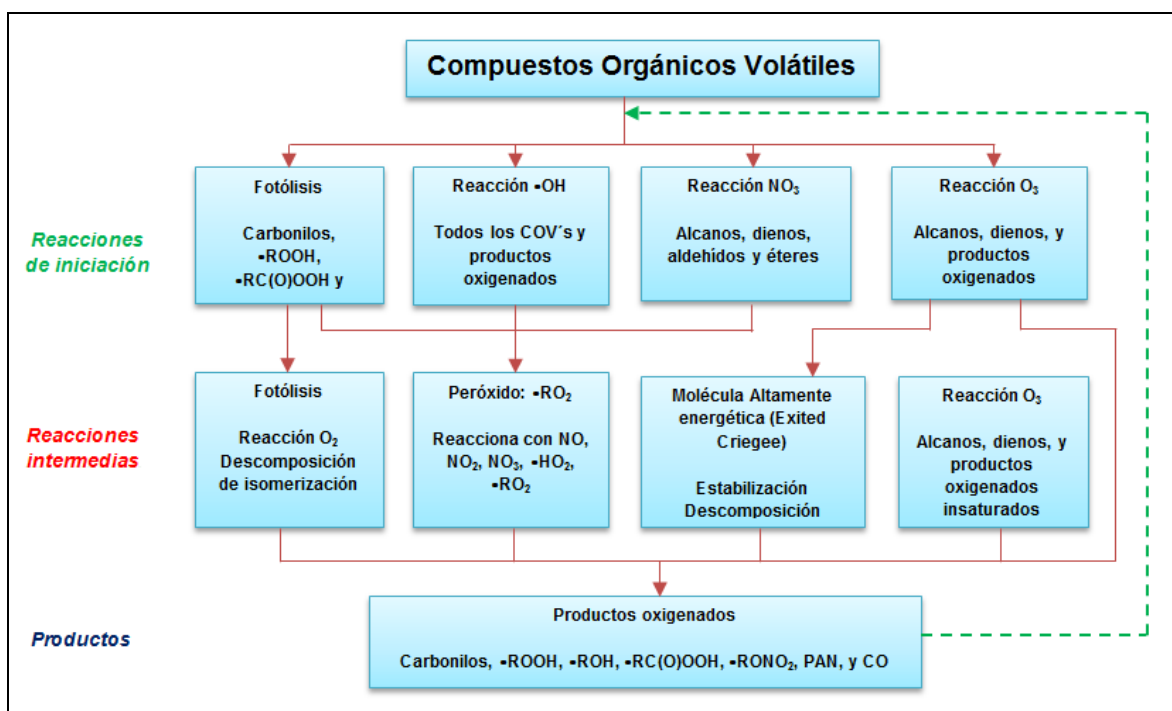 Compuestos Orgánicos Volátiles
Reacciones
de iniciación
Fotólisis
Carbonilos,
•ROOH,
•RC(O)OOH y
Reacción •OH
Todos los COV´s y
productos
oxigenados
Reacción NO₃
Alcanos, dienos,
aldehídos y éteres
Reacción O₃
Alcanos, dienos, y
productos
oxigenados
Reacciones
intermedias
Fotólisis
Reacción O₂
Descomposición
de isomerización
Peróxido: •RO₂
Reacciona con NO,
NO₂, NO₃, •HO₂,
•RO₂
Molécula Altamente
energética (Exited
Criegee)
Estabilización
Descomposición
Reacción O₃
Alcanos, dienos, y
productos
oxigenados
insaturados
Productos
Productos oxigenados
Carbonilos, •ROOH, •ROH, •RC(O)OOH, •RONO₂, PAN, y CO